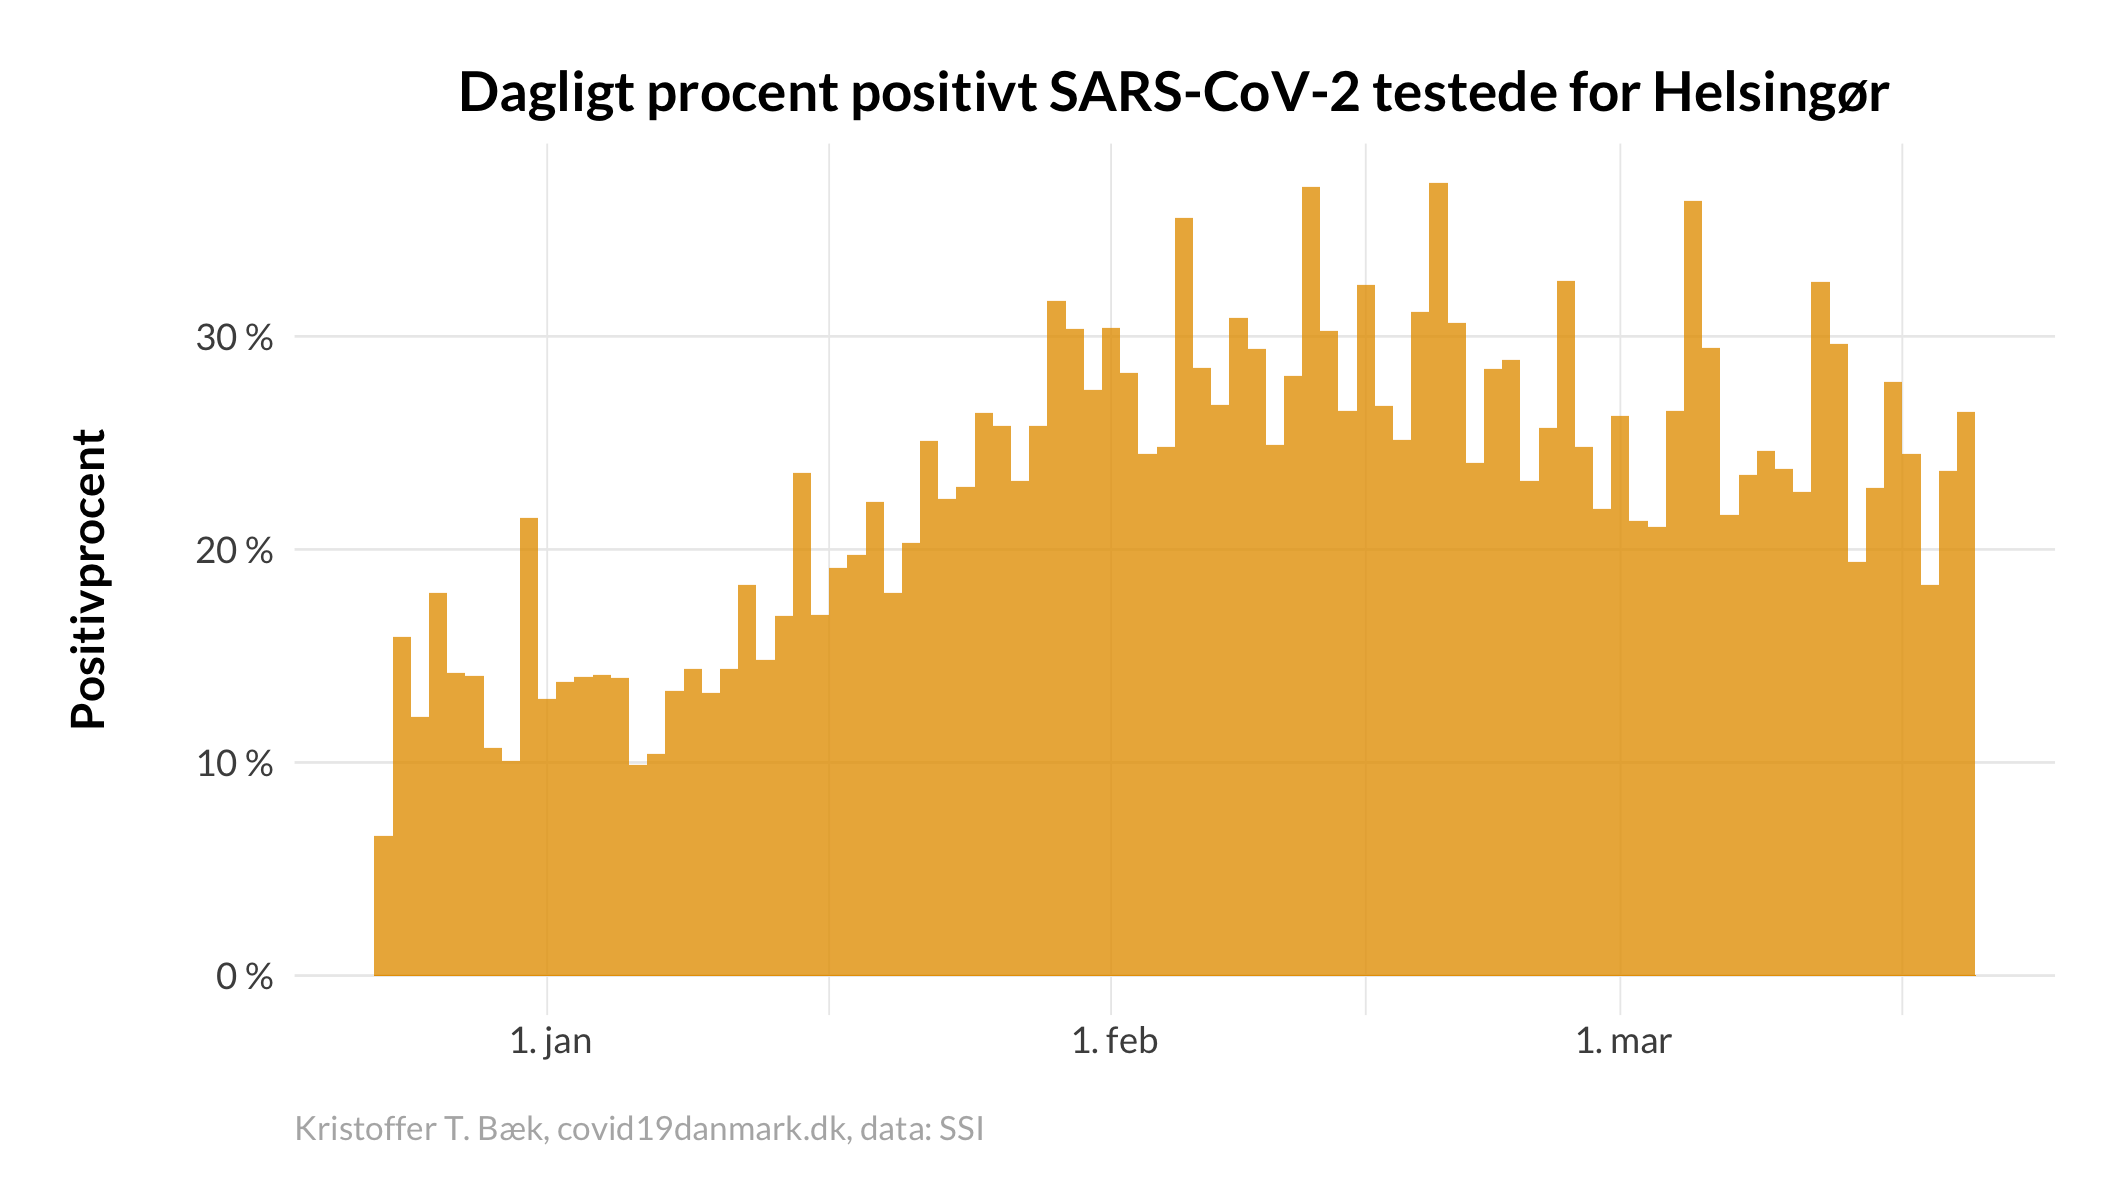 Dagligt procent positivt SARS-CoV-2 testede for Helsingør
Positivprocent
30 %
20 %
10 %
0 %
1. jan
1. feb
1. mar
Kristoffer T. Bæk, covid19danmark.dk, data: SSI